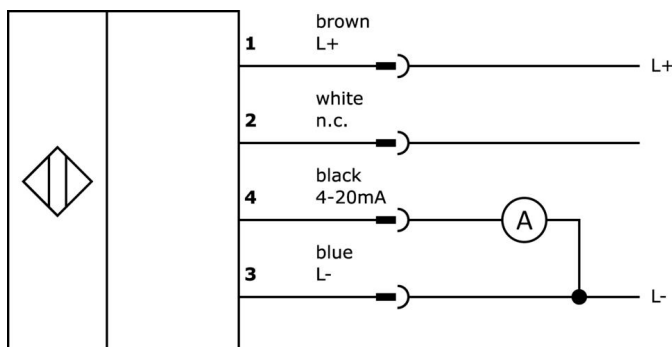 brown
1 L+ L+
white
2 n.c.
black
4 4-20mA A
blue
3 L- L-